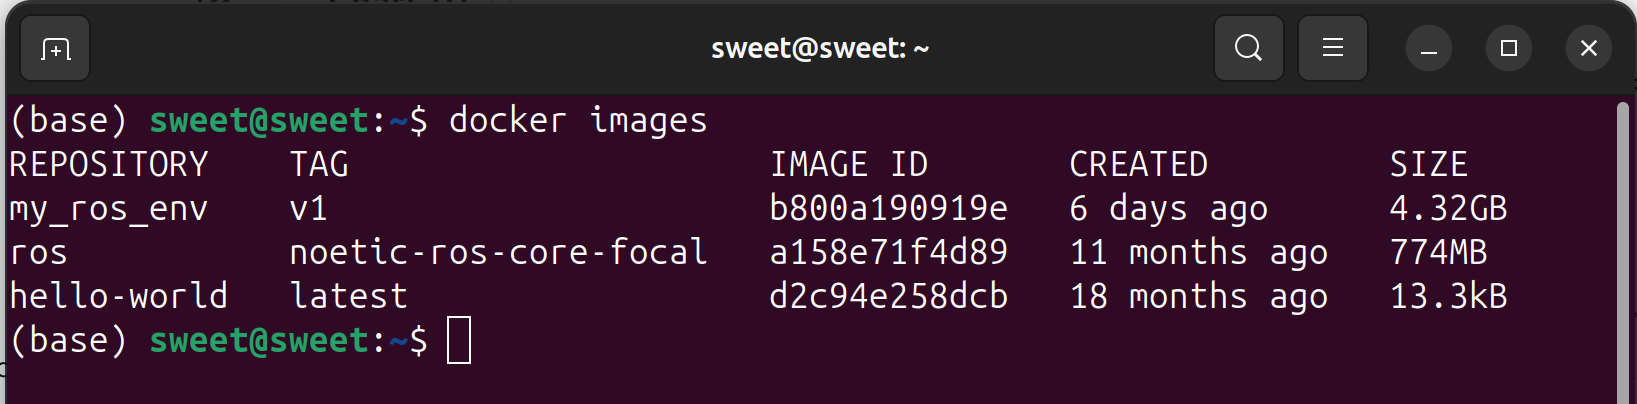 sweet@sweet: ~
(base) sweet@sweet:~$ docker images
REPOSITORY    TAG                     IMAGE ID       CREATED         SIZE
my_ros_env    v1                      b800a190919e   6 days ago      4.32GB
ros           noetic-ros-core-focal   a158e71f4d89   11 months ago   774MB
hello-world   latest                  d2c94e258dcb   18 months ago   13.3kB
(base) sweet@sweet:~$